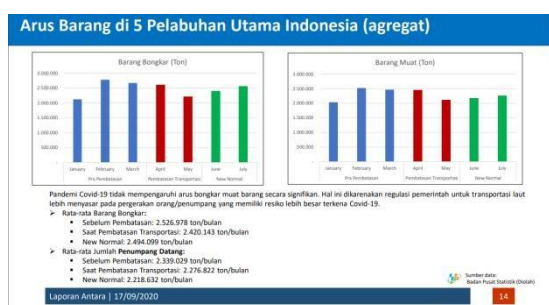 Arus Barang di 5 Pelabuhan Utama Indonesia (agregat)
Barang Bongkar (Ton)
3.000.000
2.500.000
2.000.000
1.500.000
1.000.000
500.000
-
January February March April May June July
Pra Pembatasan Pembatasan Transportasi New Normal
Barang Muat (Ton)
3.000.000
2.500.000
2.000.000
1.500.000
1.000.000
500.000
-
January February March April May June July
Pra Pembatasan Pembatasan Transportasi New Normal
Pandemi Covid-19 tidak mempengaruhi arus bongkar muat barang secara signifikan. Hal ini dikarenakan regulasi pemerintah untuk transportasi laut
lebih menyasar pada pergerakan orang/penumpang yang memiliki resiko lebih besar terkena Covid-19.
➢ Rata-rata Barang Bongkar:
▪ Sebelum Pembatasan: 2.526.978 ton/bulan
▪ Saat Pembatasan Transportasi: 2.420.143 ton/bulan
▪ New Normal: 2.494.099 ton/bulan
➢ Rata-rata Jumlah Penumpang Datang:
▪ Sebelum Pembatasan: 2.339.029 ton/bulan
▪ Saat Pembatasan Transportasi: 2.276.822 ton/bulan
▪ New Normal: 2.218.632 ton/bulan
Sumber data:
Badan Pusat Statistik (Diolah)
Laporan Antara | 17/09/2020
14